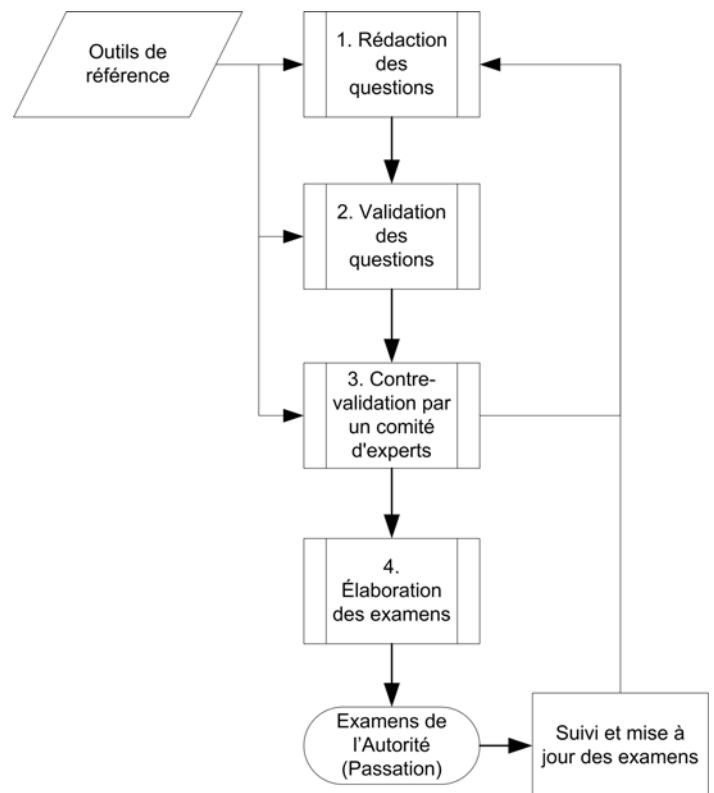 Outils de
référence
1. Rédaction
des
questions
2. Validation
des
questions
3. Contre-
validation par
un comité
d'experts
4.
Élaboration
des examens
Examens de
l’Autorité
(Passation)
Suivi et mise à
jour des examens